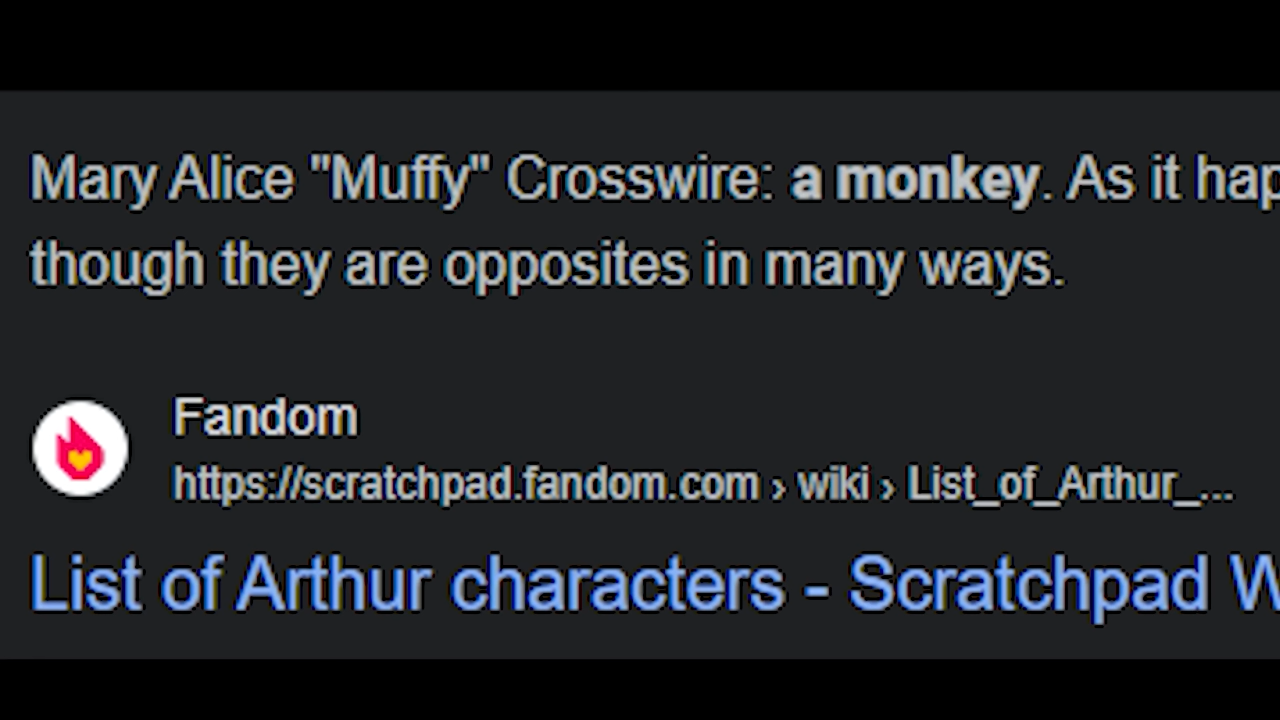 Mary Alice "Muffy" Crosswire: a monkey. As it hap
though they are opposites in many ways.
Fandom
https://scratchpad.fandom.com › wiki › List_of_Arthur_...
List of Arthur characters - Scratchpad W